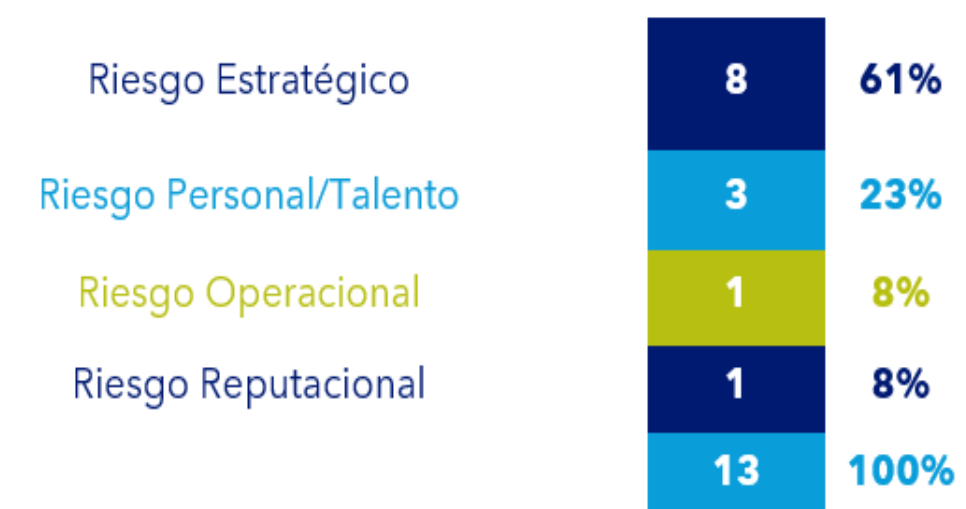 Riesgo Estratégico 8 61%
Riesgo Personal/Talento 3 23%
Riesgo Operacional 1 8%
Riesgo Reputacional 1 8%
13 100%